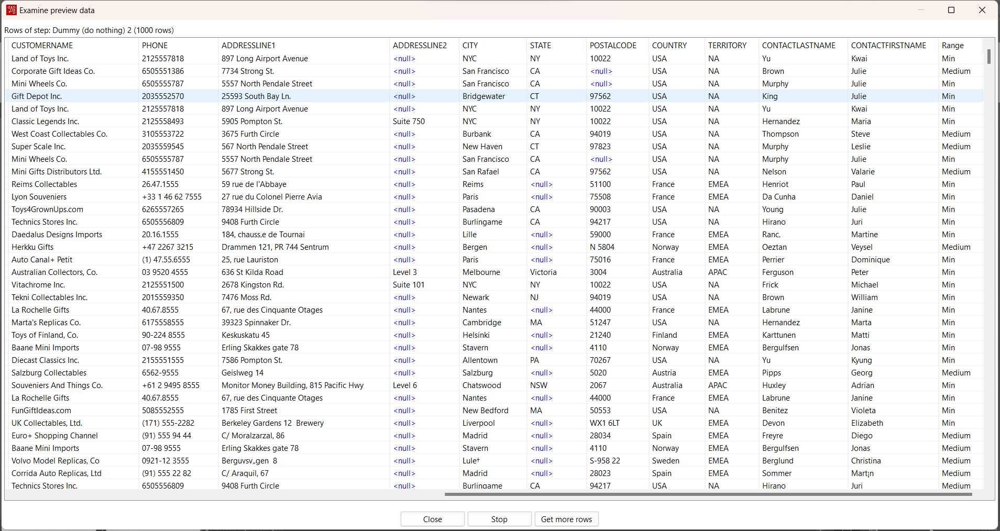 Examine preview data
Rows of step: Dummy (do nothing) 2 (1000 rows)
CUSTOMERNAME PHONE ADDRESSLINE1 ADDRESSLINE2 CITY STATE POSTALCODE COUNTRY TERRITORY CONTACTLASTNAME CONTACTFIRSTNAME Range
Land of Toys Inc. 2125557818 897 Long Airport Avenue <null> NYC NY 10022 USA NA Yu Kwai Min
Corporate Gift Ideas Co. 6505551386 7734 Strong St. <null> San Francisco CA <null> USA NA Brown Julie Medium
Mini Wheels Co. 6505555787 5557 North Pendale Street <null> San Francisco CA <null> USA NA Murphy Julie Min
Gift Depot Inc. 2035552570 25593 South Bay Ln. <null> Bridgewater CT 97562 USA NA King Julie Min
Land of Toys Inc. 2125557818 897 Long Airport Avenue <null> NYC NY 10022 USA NA Yu Kwai Min
Classic Legends Inc. 2125558493 5905 Pompton St. Suite 750 NYC NY 10022 USA NA Hernandez Maria Min
West Coast Collectables Co. 3105553722 3675 Furth Circle <null> Burbank CA 94019 USA NA Thompson Steve Medium
Super Scale Inc. 2035559545 567 North Pendale Street <null> New Haven CT 97823 USA NA Murphy Leslie Medium
Mini Wheels Co. 6505555787 5557 North Pendale Street <null> San Francisco CA <null> USA NA Murphy Julie Min
Mini Gifts Distributors Ltd. 4155551450 5677 Strong St. <null> San Rafael CA 97562 USA NA Nelson Valarie Medium
Reims Collectables 26.47.1555 59 rue de l'Abbaye <null> Reims <null> 51100 France EMEA Henriot Paul Min
Lyon Souveniers +33 1 46 62 7555 27 rue du Colonel Pierre Avia <null> Paris <null> 75508 France EMEA Da Cunha Daniel Min
Toys4GrownUps.com 6265557265 78934 Hillside Dr. <null> Pasadena CA 90003 USA NA Young Julie Min
Technics Stores Inc. 6505556809 9408 Furth Circle <null> Burlingame CA 94217 USA NA Hirano Juri Min
Daedalus Designs Imports 20.16.1555 184, chauss‚e de Tournai <null> Lille <null> 59000 France EMEA Ranc‚ Martine Min
Herkku Gifts +47 2267 3215 Drammen 121, PR 744 Sentrum <null> Bergen <null> N 5804 Norway EMEA Oeztan Veysel Medium
Auto Canal+ Petit (1) 47.55.6555 25, rue Lauriston <null> Paris <null> 75016 France EMEA Perrier Dominique Min
Australian Collectors, Co. 03 9520 4555 636 St Kilda Road Level 3 Melbourne Victoria 3004 Australia APAC Ferguson Peter Min
Vitachrome Inc. 2125551500 2678 Kingston Rd. Suite 101 NYC NY 10022 USA NA Frick Michael Min
Tekni Collectables Inc. 2015559350 7476 Moss Rd. <null> Newark NJ 94019 USA NA Brown William Min
La Rochelle Gifts 40.67.8555 67, rue des Cinquante Otages <null> Nantes <null> 44000 France EMEA Labrune Janine Min
Marta's Replicas Co. 6175558555 39323 Spinnaker Dr. <null> Cambridge MA 51247 USA NA Hernandez Marta Min
Toys of Finland, Co. 90-224 8555 Keskuskatu 45 <null> Helsinki <null> 21240 Finland EMEA Karttunen Matti Min
Baane Mini Imports 07-98 9555 Erling Skakkes gate 78 <null> Stavern <null> 4110 Norway EMEA Bergulfsen Jonas Min
Diecast Classics Inc. 2155551555 7586 Pompton St. <null> Allentown PA 70267 USA NA Yu Kyung Min
Salzburg Collectables 6562-9555 Geislweg 14 <null> Salzburg <null> 5020 Austria EMEA Pipps Georg Medium
Souveniers And Things Co. +61 2 9495 8555 Monitor Money Building, 815 Pacific Hwy Level 6 Chatswood NSW 2067 Australia APAC Huxley Adrian Min
La Rochelle Gifts 40.67.8555 67, rue des Cinquante Otages <null> Nantes <null> 44000 France EMEA Labrune Janine Min
FunGiftIdeas.com 5085552555 1785 First Street <null> New Bedford MA 50553 USA NA Benitez Violeta Min
UK Collectables, Ltd. (171) 555-2282 Berkeley Gardens 12  Brewery <null> Liverpool <null> WX1 6LT UK EMEA Devon Elizabeth Min
Euro+ Shopping Channel (91) 555 94 44 C/ Moralzarzal, 86 <null> Madrid <null> 28034 Spain EMEA Freyre Diego Medium
Baane Mini Imports 07-98 9555 Erling Skakkes gate 78 <null> Stavern <null> 4110 Norway EMEA Bergulfsen Jonas Medium
Volvo Model Replicas, Co 0921-12 3555 Berguvsv„gen  8 <null> Lule† <null> S-958 22 Sweden EMEA Berglund Christina Medium
Corrida Auto Replicas, Ltd (91) 555 22 82 C/ Araquil, 67 <null> Madrid <null> 28023 Spain EMEA Sommer Mart¡n Medium
Technics Stores Inc. 6505556809 9408 Furth Circle <null> Burlingame CA 94217 USA NA Hirano Juri Medium
Close Stop Get more rows